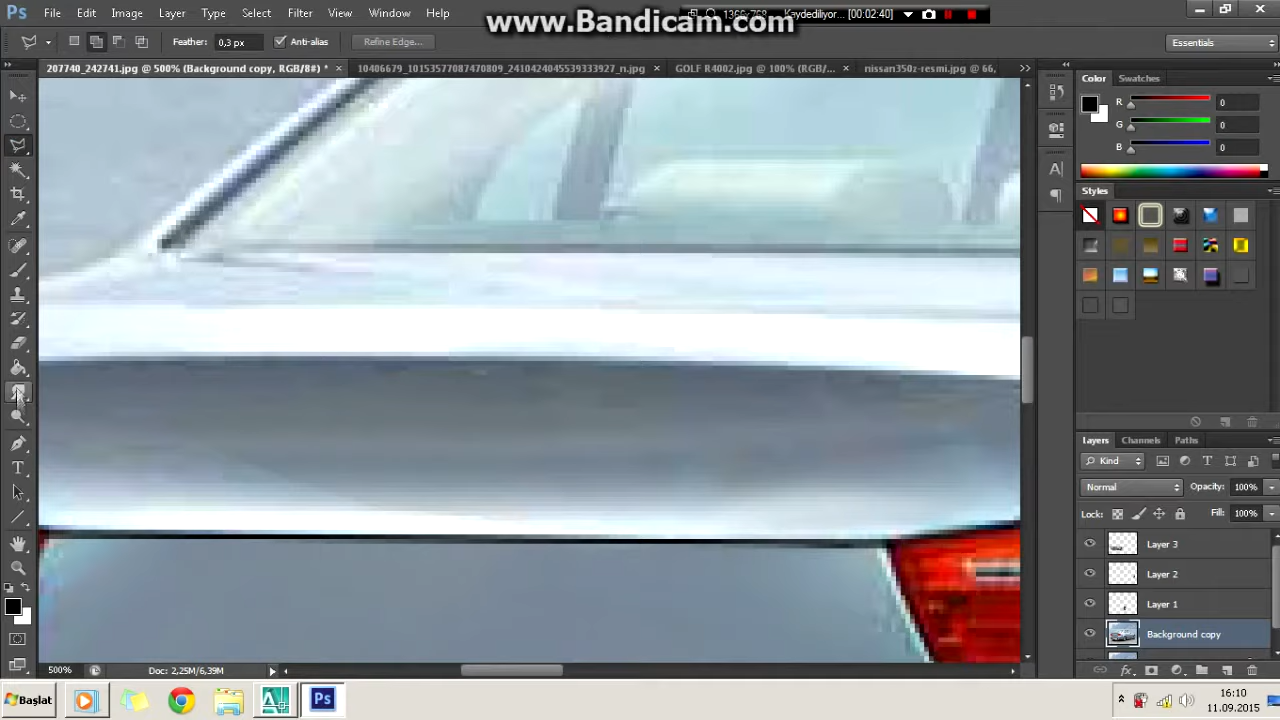 Ps File Edit Image Layer Type Select Filter View Window Help
www.Bandicam.com
1366x768 Kaydediliyor... [00:02:40]
Feather: 0,3 px Anti-alias Refine Edge... Essentials
207740_242741.jpg @ 500% (Background copy, RGB/8#) * ×
10406679_10153577087470809_2410424045539333927_n.jpg ×
GOLF R4002.jpg @ 100% (RGB/... ×
nissan350z-resmi.jpg @ 66,
Color Swatches
R 0
G 0
B 0
Styles
Layers Channels Paths
Kind
Normal Opacity: 100%
Lock: Fill: 100%
Layer 3
Layer 2
Layer 1
Background copy
500% Doc: 2,25M/6,39M
Başlat
Ps
16:10
11.09.2015